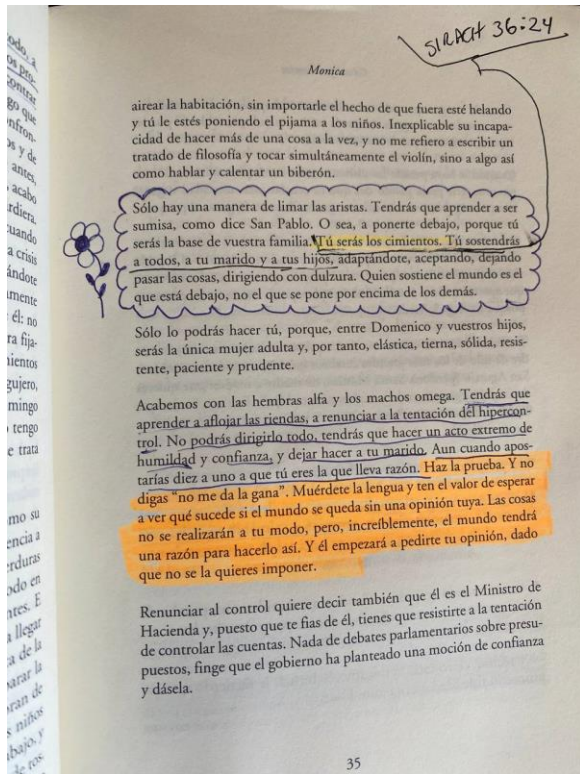 SIRACH 36:24
Monica
airear la habitación, sin importarle el hecho de que fuera esté helando
y tú le estés poniendo el pijama a los niños. Inexplicable su incapa-
cidad de hacer más de una cosa a la vez, y no me refiero a escribir un
tratado de filosofía y tocar simultáneamente el violín, sino a algo así
como hablar y calentar un biberón.
Sólo hay una manera de limar las aristas. Tendrás que aprender a ser
sumisa, como dice San Pablo. O sea, a ponerte debajo, porque tú
serás la base de vuestra familia. Tú serás los cimientos. Tú sostendrás
a todos, a tu marido y a tus hijos, adaptándote, aceptando, dejando
pasar las cosas, dirigiendo con dulzura. Quien sostiene el mundo es el
que está debajo, no el que se pone por encima de los demás.
Sólo lo podrás hacer tú, porque, entre Domenico y vuestros hijos,
serás la única mujer adulta y, por tanto, elástica, tierna, sólida, resis-
tente, paciente y prudente.
Acabemos con las hembras alfa y los machos omega. Tendrás que
aprender a aflojar las riendas, a renunciar a la tentación del hipercon-
trol. No podrás dirigirlo todo, tendrás que hacer un acto extremo de
humildad y confianza, y dejar hacer a tu marido. Aun cuando apos-
tarías diez a uno a que tú eres la que lleva razón. Haz la prueba. Y no
digas “no me da la gana”. Muérdete la lengua y ten el valor de esperar
a ver qué sucede si el mundo se queda sin una opinión tuya. Las cosas
no se realizarán a tu modo, pero, increíblemente, el mundo tendrá
una razón para hacerlo así. Y él empezará a pedirte tu opinión, dado
que no se la quieres imponer.
Renunciar al control quiere decir también que él es el Ministro de
Hacienda y, puesto que te fías de él, tienes que resistirte a la tentación
de controlar las cuentas. Nada de debates parlamentarios sobre presu-
puestos, finge que el gobierno ha planteado una moción de confianza
y dásela.
35